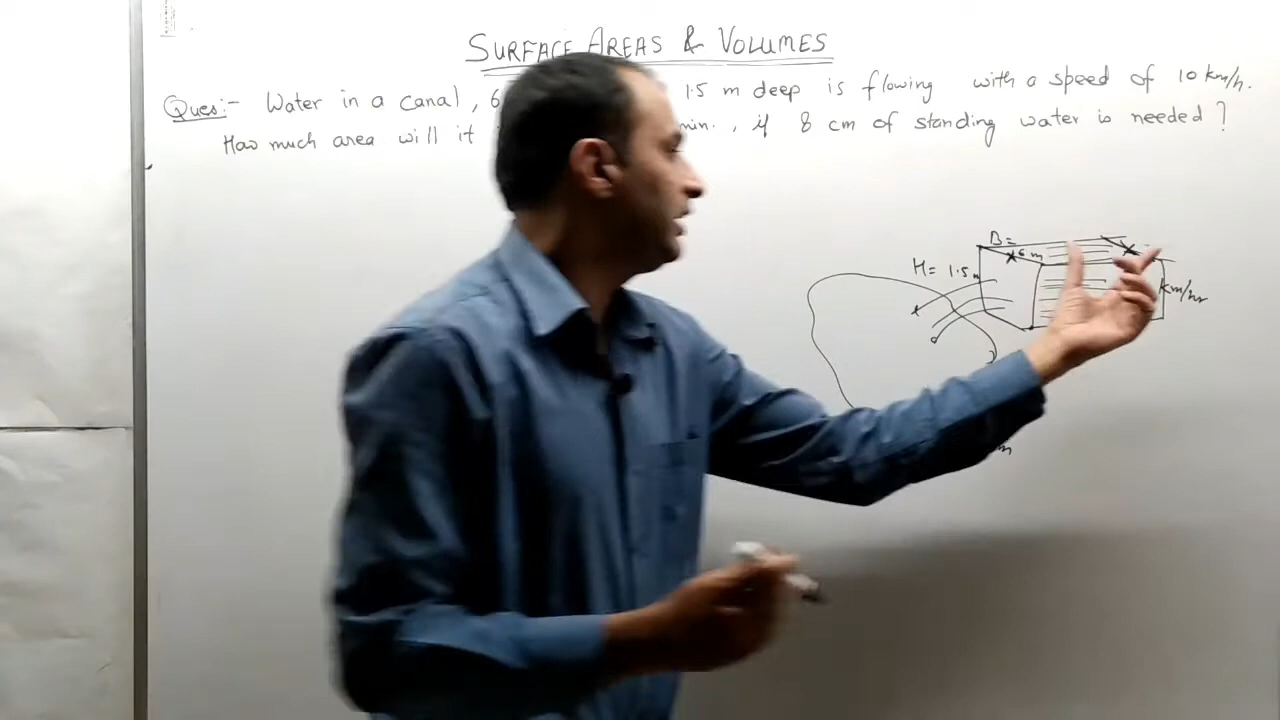 SURFACE AREAS & VOLUMES
Ques:- Water in a canal, 6 1.5 m deep is flowing with a speed of 10 km/h.
How much area will it min., if 8 cm of standing water is needed?
B=
6 m
H= 1.5
km/hr
m